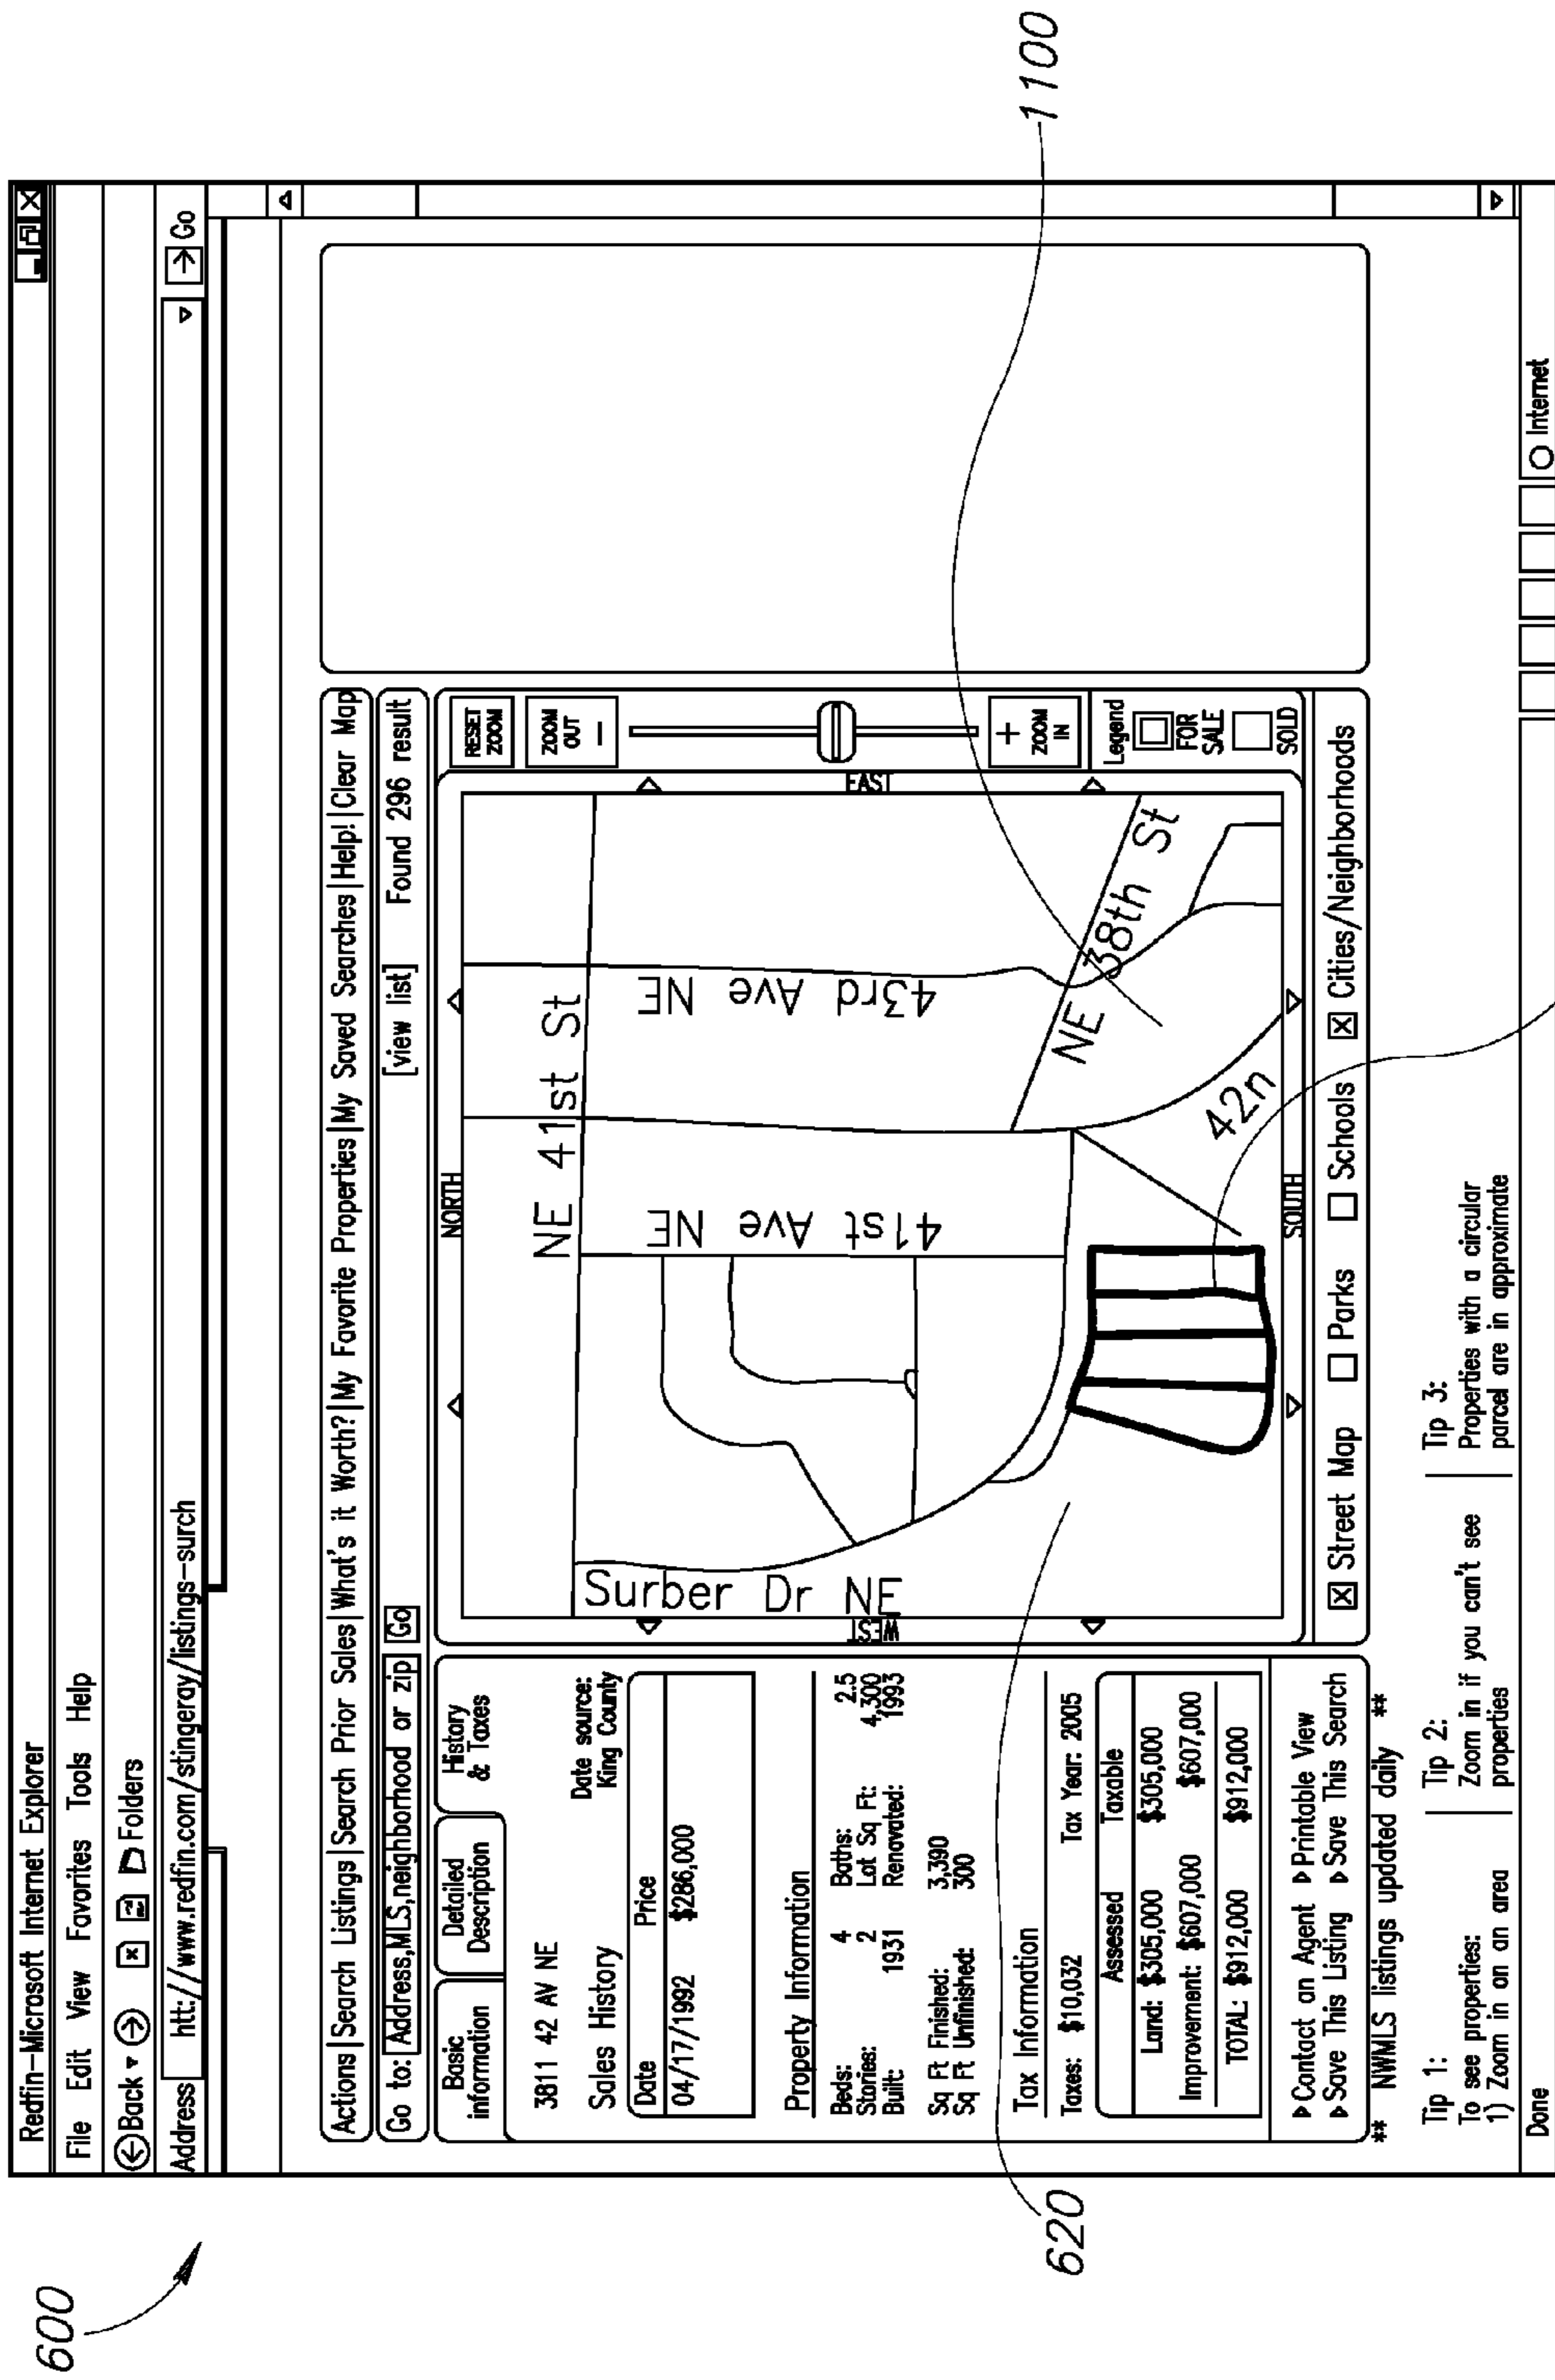 600
Redfin-Microsoft Internet Explorer
File Edit View Favorites Tools Help
Back Folders
Address htt://www.redfin.com/stingeray/listings-surch Go
Actions|Search Listings|Search Prior Sales|What's it Worth?|My Favorite Properties|My Saved Searches|Help!|Clear Map
Go to: Address,MLS,neighborhood or zip Go [view list] Found 296 result
Basic information
Detailed Description
History & Taxes
3811 42 AV NE
Date source:
King County
Sales History
Date Price
04/17/1992 $286,000
Property Information
Beds: 4 Baths: 2.5
Stories: 2 Lot Sq Ft: 4,300
Built: 1931 Renovated: 1993
Sq Ft Finished: 3,390
Sq Ft Unfinished: 300
Tax Information
Taxes: $10,032 Tax Year: 2005
Assessed Taxable
Land: $305,000 $305,000
Improvement: $607,000 $607,000
TOTAL: $912,000 $912,000
Contact an Agent Printable View
Save This Listing Save This Search
NORTH
WEST
EAST
SOUTH
NE 41st St
43rd Ave NE
41st Ave NE
Surber Dr NE
NE 38th St
42n
RESET ZOOM
ZOOM OUT
−
+
ZOOM IN
Legend
FOR SALE
SOLD
Street Map Parks Schools Cities/Neighborhoods
** NWMLS listings updated daily **
Tip 1:
To see properties:
1) Zoom in on an area
Tip 2:
Zoom in if you can't see
properties
Tip 3:
Properties with a circular
parcel are in approximate
Done Internet
620
1100